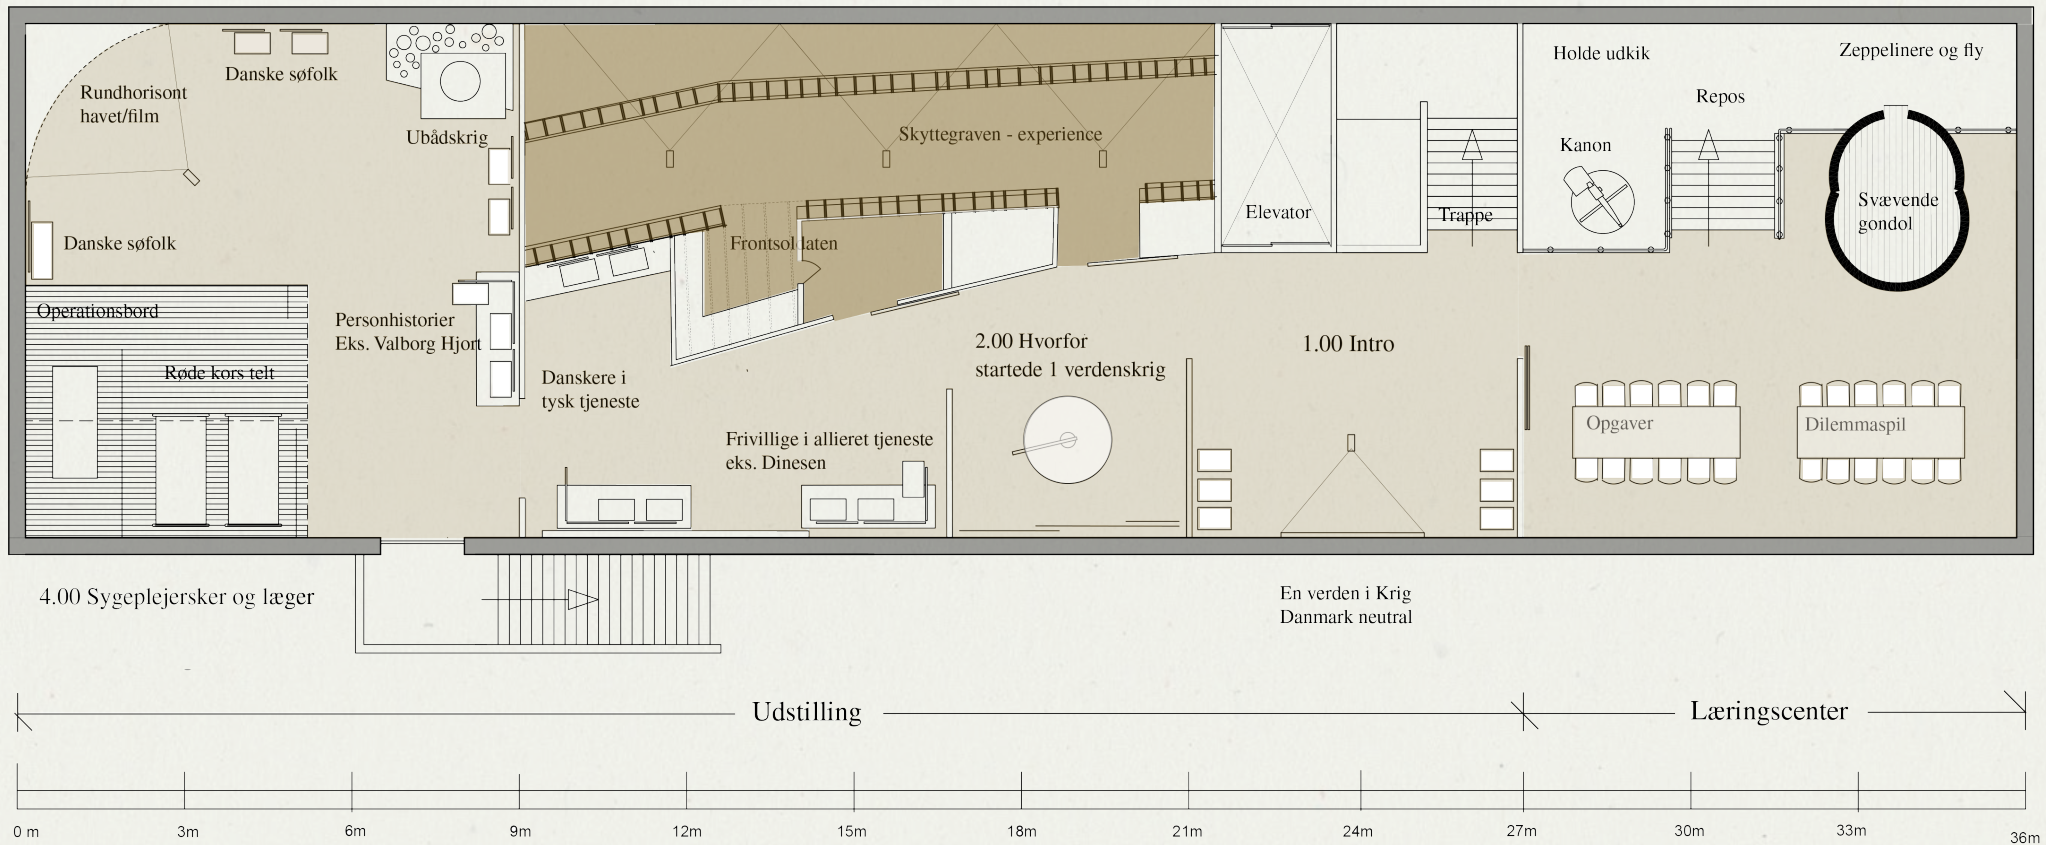 Danske søfolk
Rundhorisont
havet/film
Ubådskrig
Danske søfolk
Operationsbord
Røde kors telt
Personhistorier
Eks. Valborg Hjort
Skyttegraven - experience
Frontsoldaten
Danskere i
tysk tjeneste
Frivillige i allieret tjeneste
eks. Dinesen
2.00 Hvorfor
startede 1 verdenskrig
1.00 Intro
Elevator
Trappe
Holde udkik
Zeppelinere og fly
Repos
Kanon
Svævende
gondol
Opgaver
Dilemmaspil
4.00 Sygeplejersker og læger
En verden i Krig
Danmark neutral
Udstilling
Læringscenter
0 m
3m
6m
9m
12m
15m
18m
21m
24m
27m
30m
33m
36m